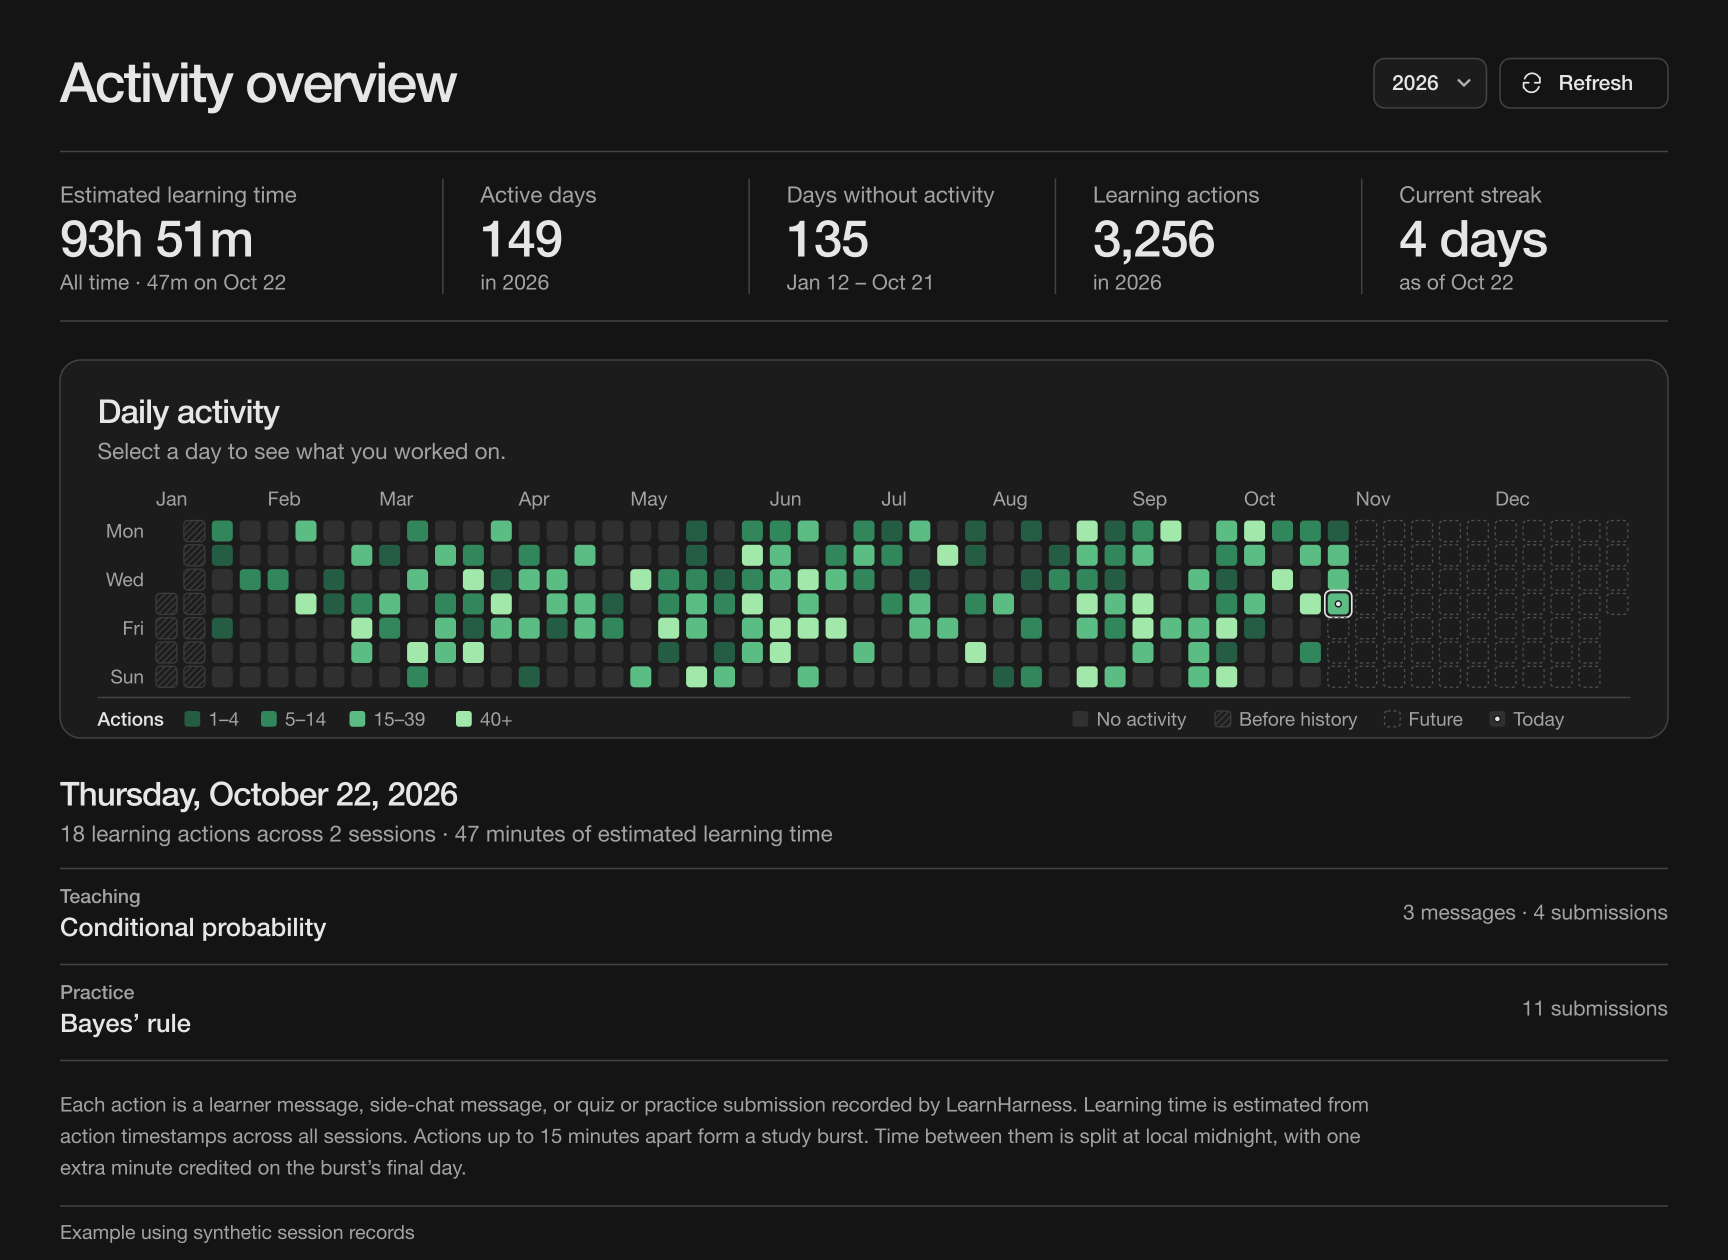 Activity overview
2026
Refresh
Estimated learning time
93h 51m
All time · 47m on Oct 22
Active days
149
in 2026
Days without activity
135
Jan 12 – Oct 21
Learning actions
3,256
in 2026
Current streak
4 days
as of Oct 22
Daily activity
Select a day to see what you worked on.
Jan Feb Mar Apr May Jun Jul Aug Sep Oct Nov Dec
Mon
Wed
Fri
Sun
Actions 1–4 5–14 15–39 40+ No activity Before history Future Today
Thursday, October 22, 2026
18 learning actions across 2 sessions · 47 minutes of estimated learning time
Teaching
Conditional probability
3 messages · 4 submissions
Practice
Bayes’ rule
11 submissions
Each action is a learner message, side-chat message, or quiz or practice submission recorded by LearnHarness. Learning time is estimated from
action timestamps across all sessions. Actions up to 15 minutes apart form a study burst. Time between them is split at local midnight, with one
extra minute credited on the burst’s final day.
Example using synthetic session records